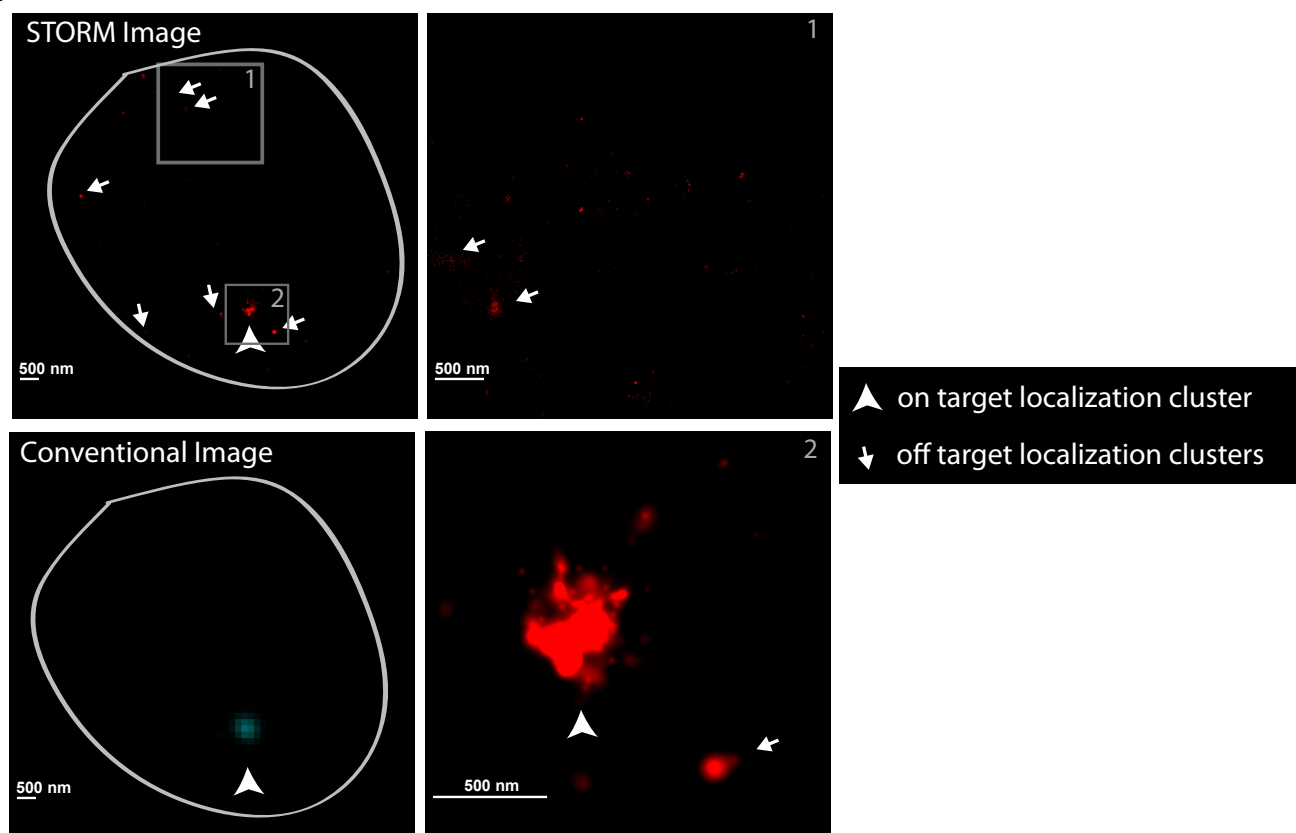 STORM Image
1
2
500 nm
1
500 nm
on target localization cluster
off target localization clusters
Conventional Image
500 nm
2
500 nm